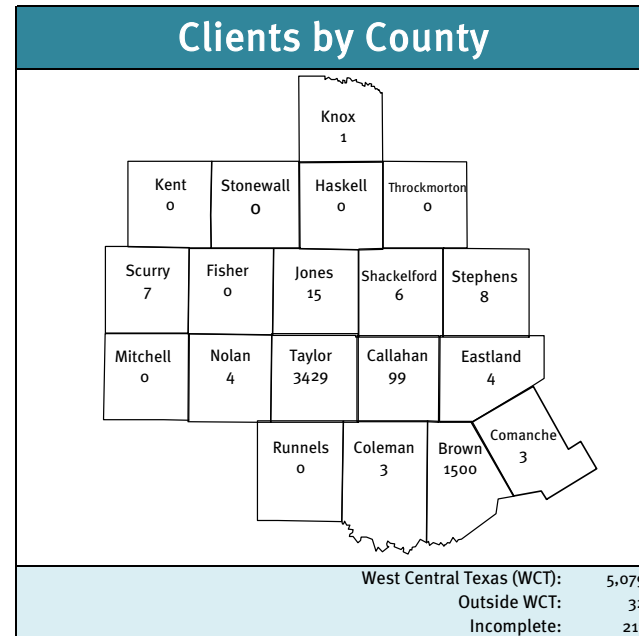 Clients by County
Knox
1
Kent Stonewall Haskell Throckmorton
0 0 0 0
Scurry Fisher Jones Shackelford Stephens
7 0 15 6 8
Mitchell Nolan Taylor Callahan Eastland
0 4 3429 99 4
Runnels Coleman Brown Comanche
0 3 1500 3
West Central Texas (WCT): 5,079
Outside WCT:
Incomplete: